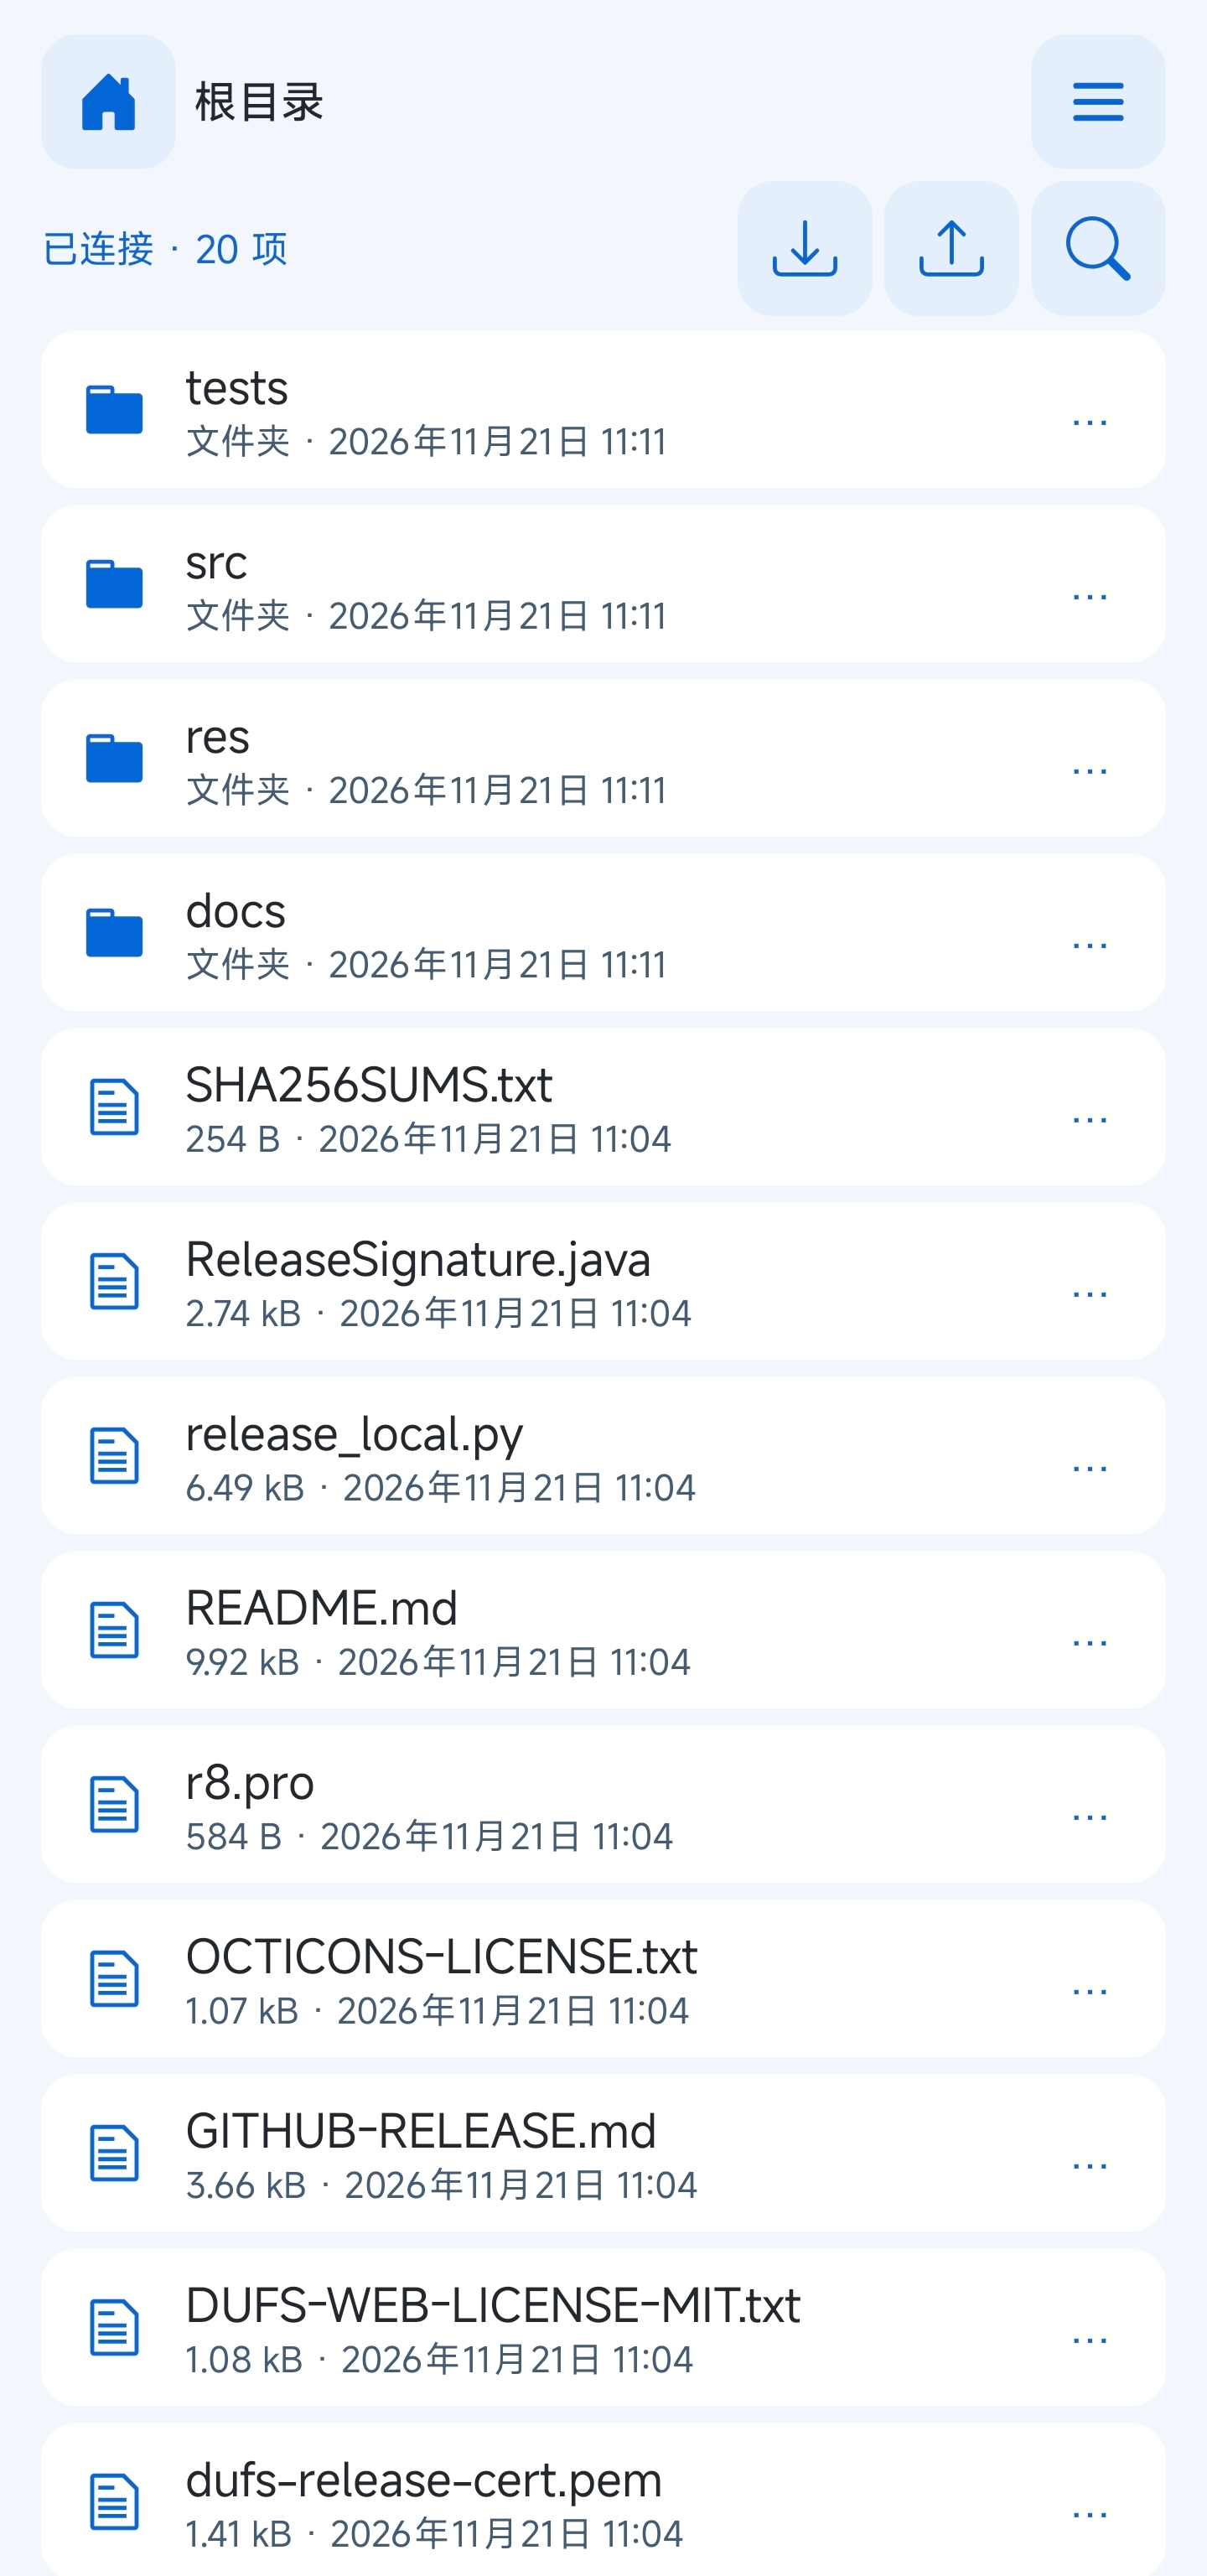 根目录
已连接 · 20 项
tests
文件夹 · 2026年11月21日 11:11
...
src
文件夹 · 2026年11月21日 11:11
...
res
文件夹 · 2026年11月21日 11:11
...
docs
文件夹 · 2026年11月21日 11:11
...
SHA256SUMS.txt
254 B · 2026年11月21日 11:04
...
ReleaseSignature.java
2.74 kB · 2026年11月21日 11:04
...
release_local.py
6.49 kB · 2026年11月21日 11:04
...
README.md
9.92 kB · 2026年11月21日 11:04
...
r8.pro
584 B · 2026年11月21日 11:04
...
OCTICONS-LICENSE.txt
1.07 kB · 2026年11月21日 11:04
...
GITHUB-RELEASE.md
3.66 kB · 2026年11月21日 11:04
...
DUFS-WEB-LICENSE-MIT.txt
1.08 kB · 2026年11月21日 11:04
...
dufs-release-cert.pem
1.41 kB · 2026年11月21日 11:04
...